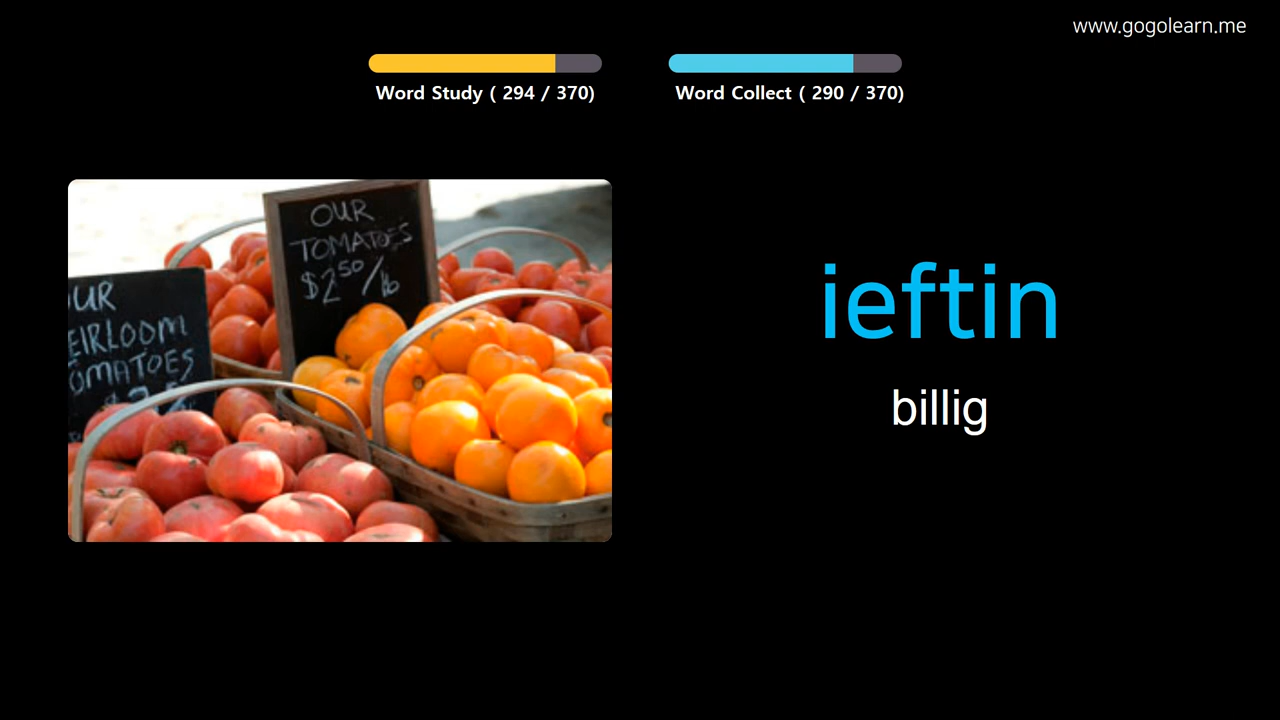 www.gogolearn.me
Word Study ( 294 / 370)
Word Collect ( 290 / 370)
OUR
TOMATOES
$2.50/lb
UR
EIRLOOM
OMATOES
ieftin
billig